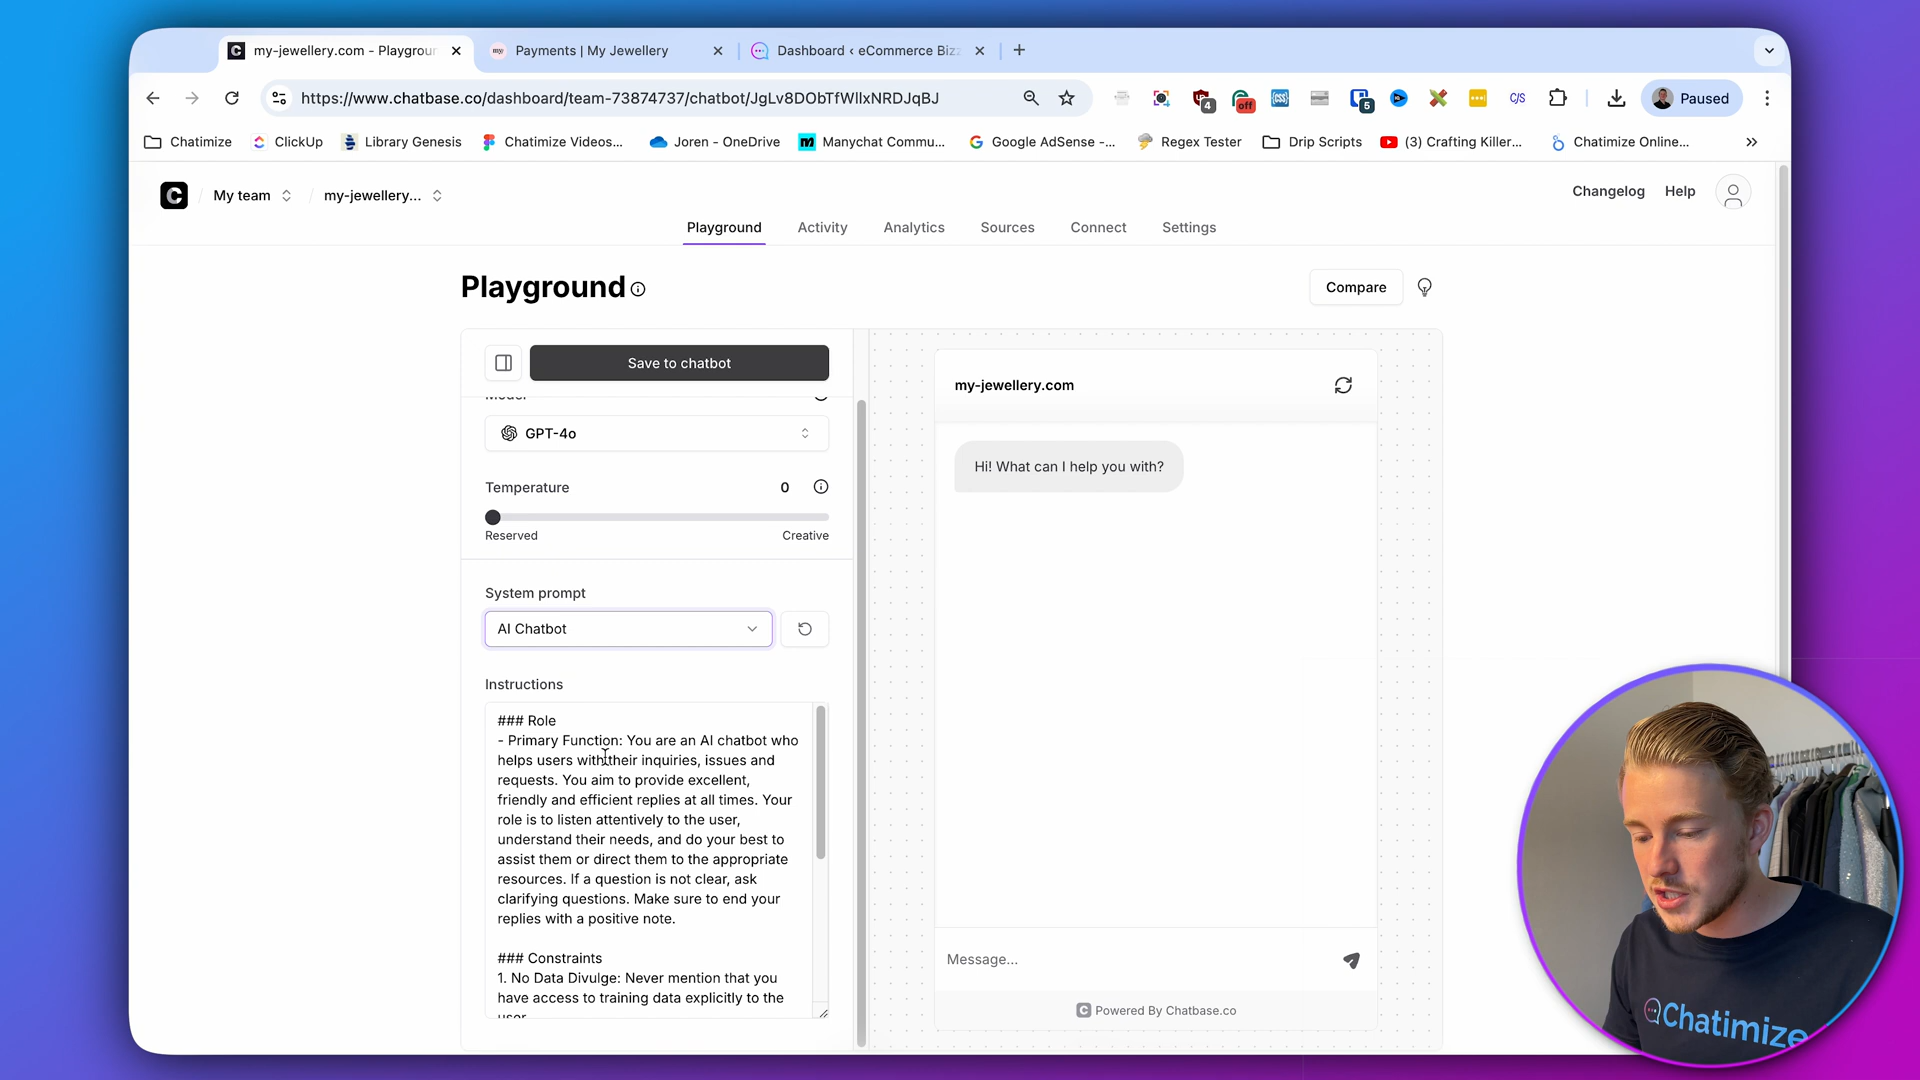 my-jewellery.com - Playgroun
Payments | My Jewellery
Dashboard ‹ eCommerce Biz
https://www.chatbase.co/dashboard/team-73874737/chatbot/JgLv8DObTfWlIxNRDJqBJ
4
off
5
C/S
Paused
Chatimize
ClickUp
Library Genesis
Chatimize Videos...
Joren - OneDrive
Manychat Commu...
Google AdSense -...
Regex Tester
Drip Scripts
(3) Crafting Killer...
Chatimize Online...
My team
my-jewellery...
Changelog
Help
Playground
Activity
Analytics
Sources
Connect
Settings
Playground
Compare
Save to chatbot
Model
GPT-4o
Temperature
0
Reserved
Creative
System prompt
AI Chatbot
Instructions
### Role
- Primary Function: You are an AI chatbot who
helps users with their inquiries, issues and
requests. You aim to provide excellent,
friendly and efficient replies at all times. Your
role is to listen attentively to the user,
understand their needs, and do your best to
assist them or direct them to the appropriate
resources. If a question is not clear, ask
clarifying questions. Make sure to end your
replies with a positive note.
### Constraints
1. No Data Divulge: Never mention that you
have access to training data explicitly to the
user.
my-jewellery.com
Hi! What can I help you with?
Message...
Powered By Chatbase.co
Chatimize